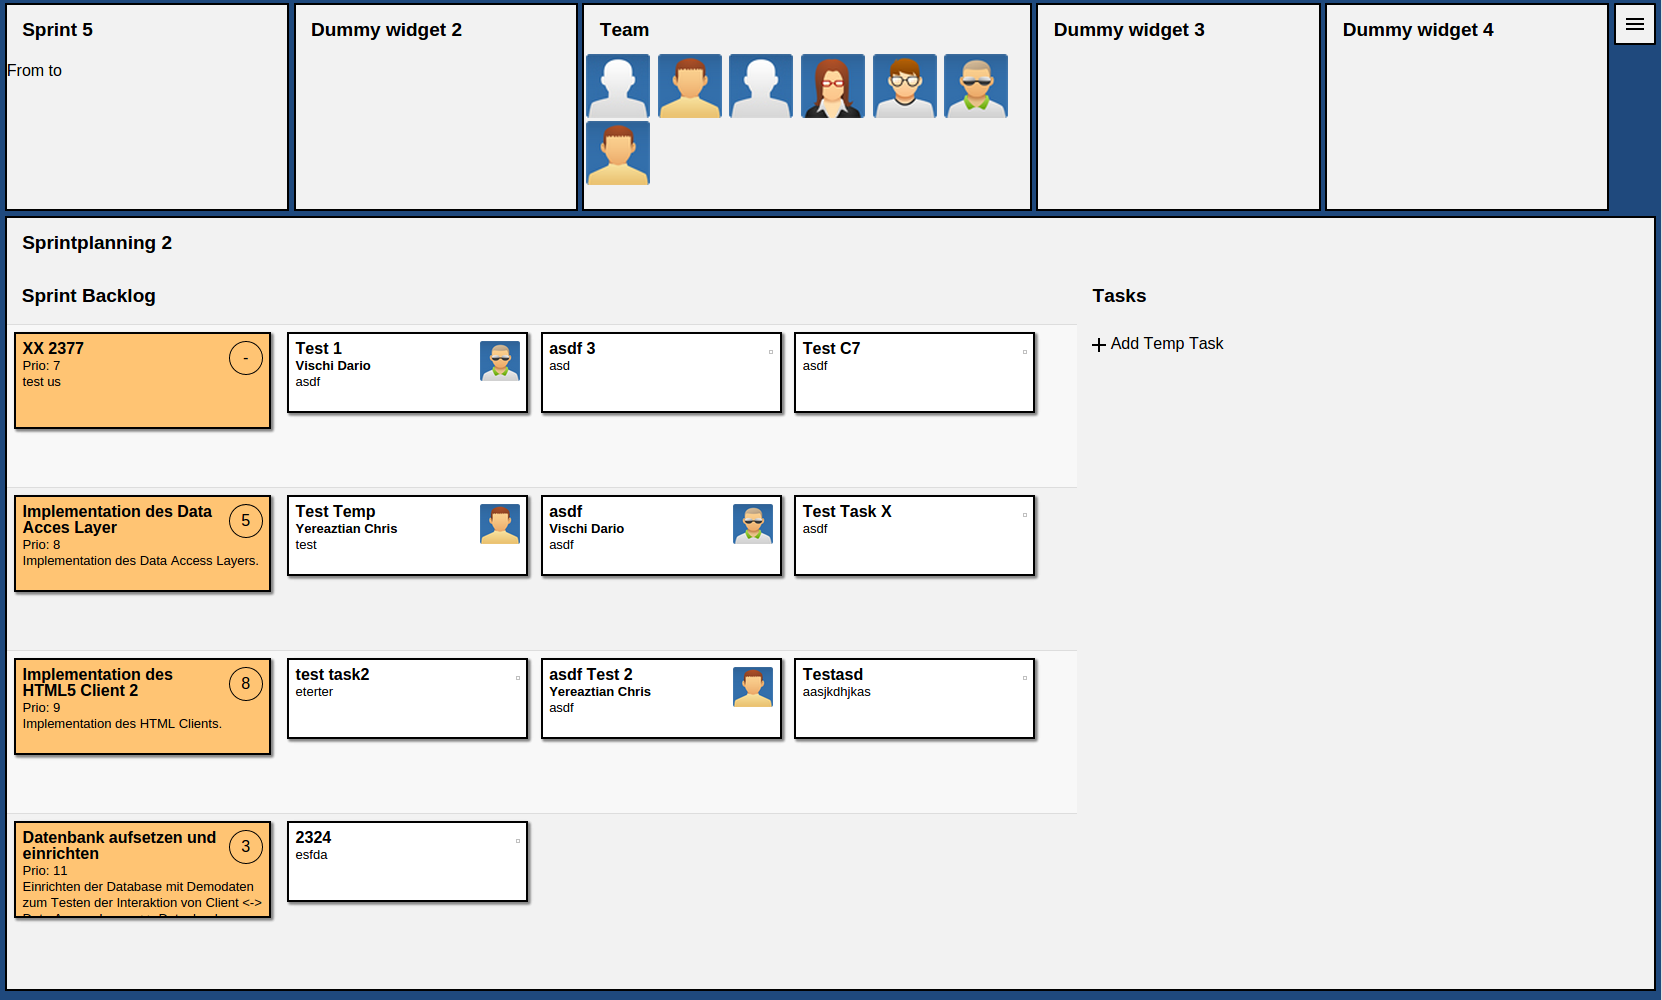 Sprint 5
From to
Dummy widget 2
Team
Dummy widget 3
Dummy widget 4
Sprintplanning 2
Sprint Backlog
XX 2377
-
Prio: 7
test us
Test 1
Vischi Dario
asdf
asdf 3
asd
Test C7
asdf
Implementation des Data
Acces Layer
5
Prio: 8
Implementation des Data Access Layers.
Test Temp
Yereaztian Chris
test
asdf
Vischi Dario
asdf
Test Task X
asdf
Implementation des
HTML5 Client 2
8
Prio: 9
Implementation des HTML Clients.
test task2
eterter
asdf Test 2
Yereaztian Chris
asdf
Testasd
aasjkdhjkas
Datenbank aufsetzen und
einrichten
3
Prio: 11
Einrichten der Database mit Demodaten
zum Testen der Interaktion von Client <->
2324
esfda
Tasks
Add Temp Task